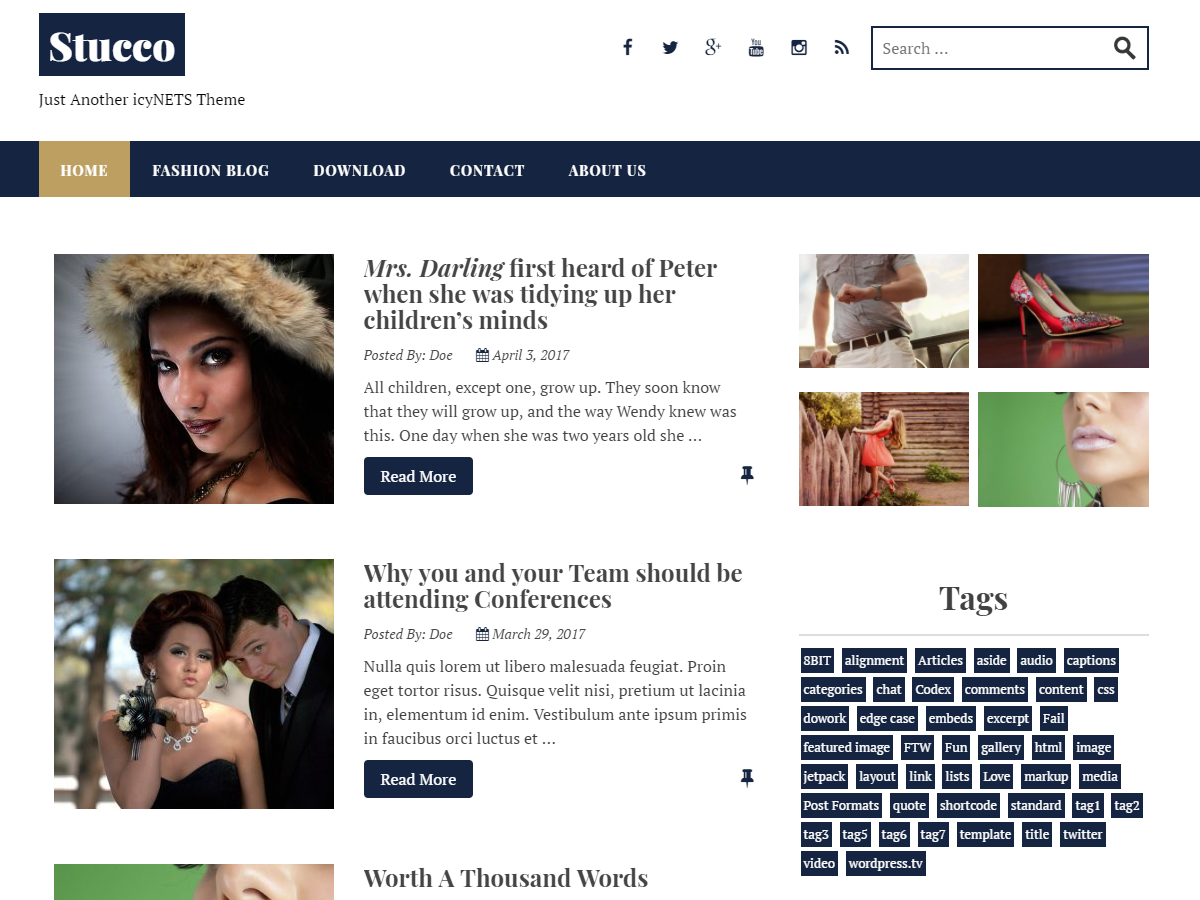 Stucco
Just Another icyNETS Theme
Search …
HOME
FASHION BLOG
DOWNLOAD
CONTACT
ABOUT US
Mrs. Darling first heard of Peter
when she was tidying up her
children’s minds
Posted By: Doe April 3, 2017
All children, except one, grow up. They soon know
that they will grow up, and the way Wendy knew was
this. One day when she was two years old she …
Read More
Why you and your Team should be
attending Conferences
Posted By: Doe March 29, 2017
Nulla quis lorem ut libero malesuada feugiat. Proin
eget tortor risus. Quisque velit nisi, pretium ut lacinia
in, elementum id enim. Vestibulum ante ipsum primis
in faucibus orci luctus et …
Read More
Worth A Thousand Words
Tags
8BIT alignment Articles aside audio captions
categories chat Codex comments content css
dowork edge case embeds excerpt Fail
featured image FTW Fun gallery html image
jetpack layout link lists Love markup media
Post Formats quote shortcode standard tag1 tag2
tag3 tag5 tag6 tag7 template title twitter
video wordpress.tv